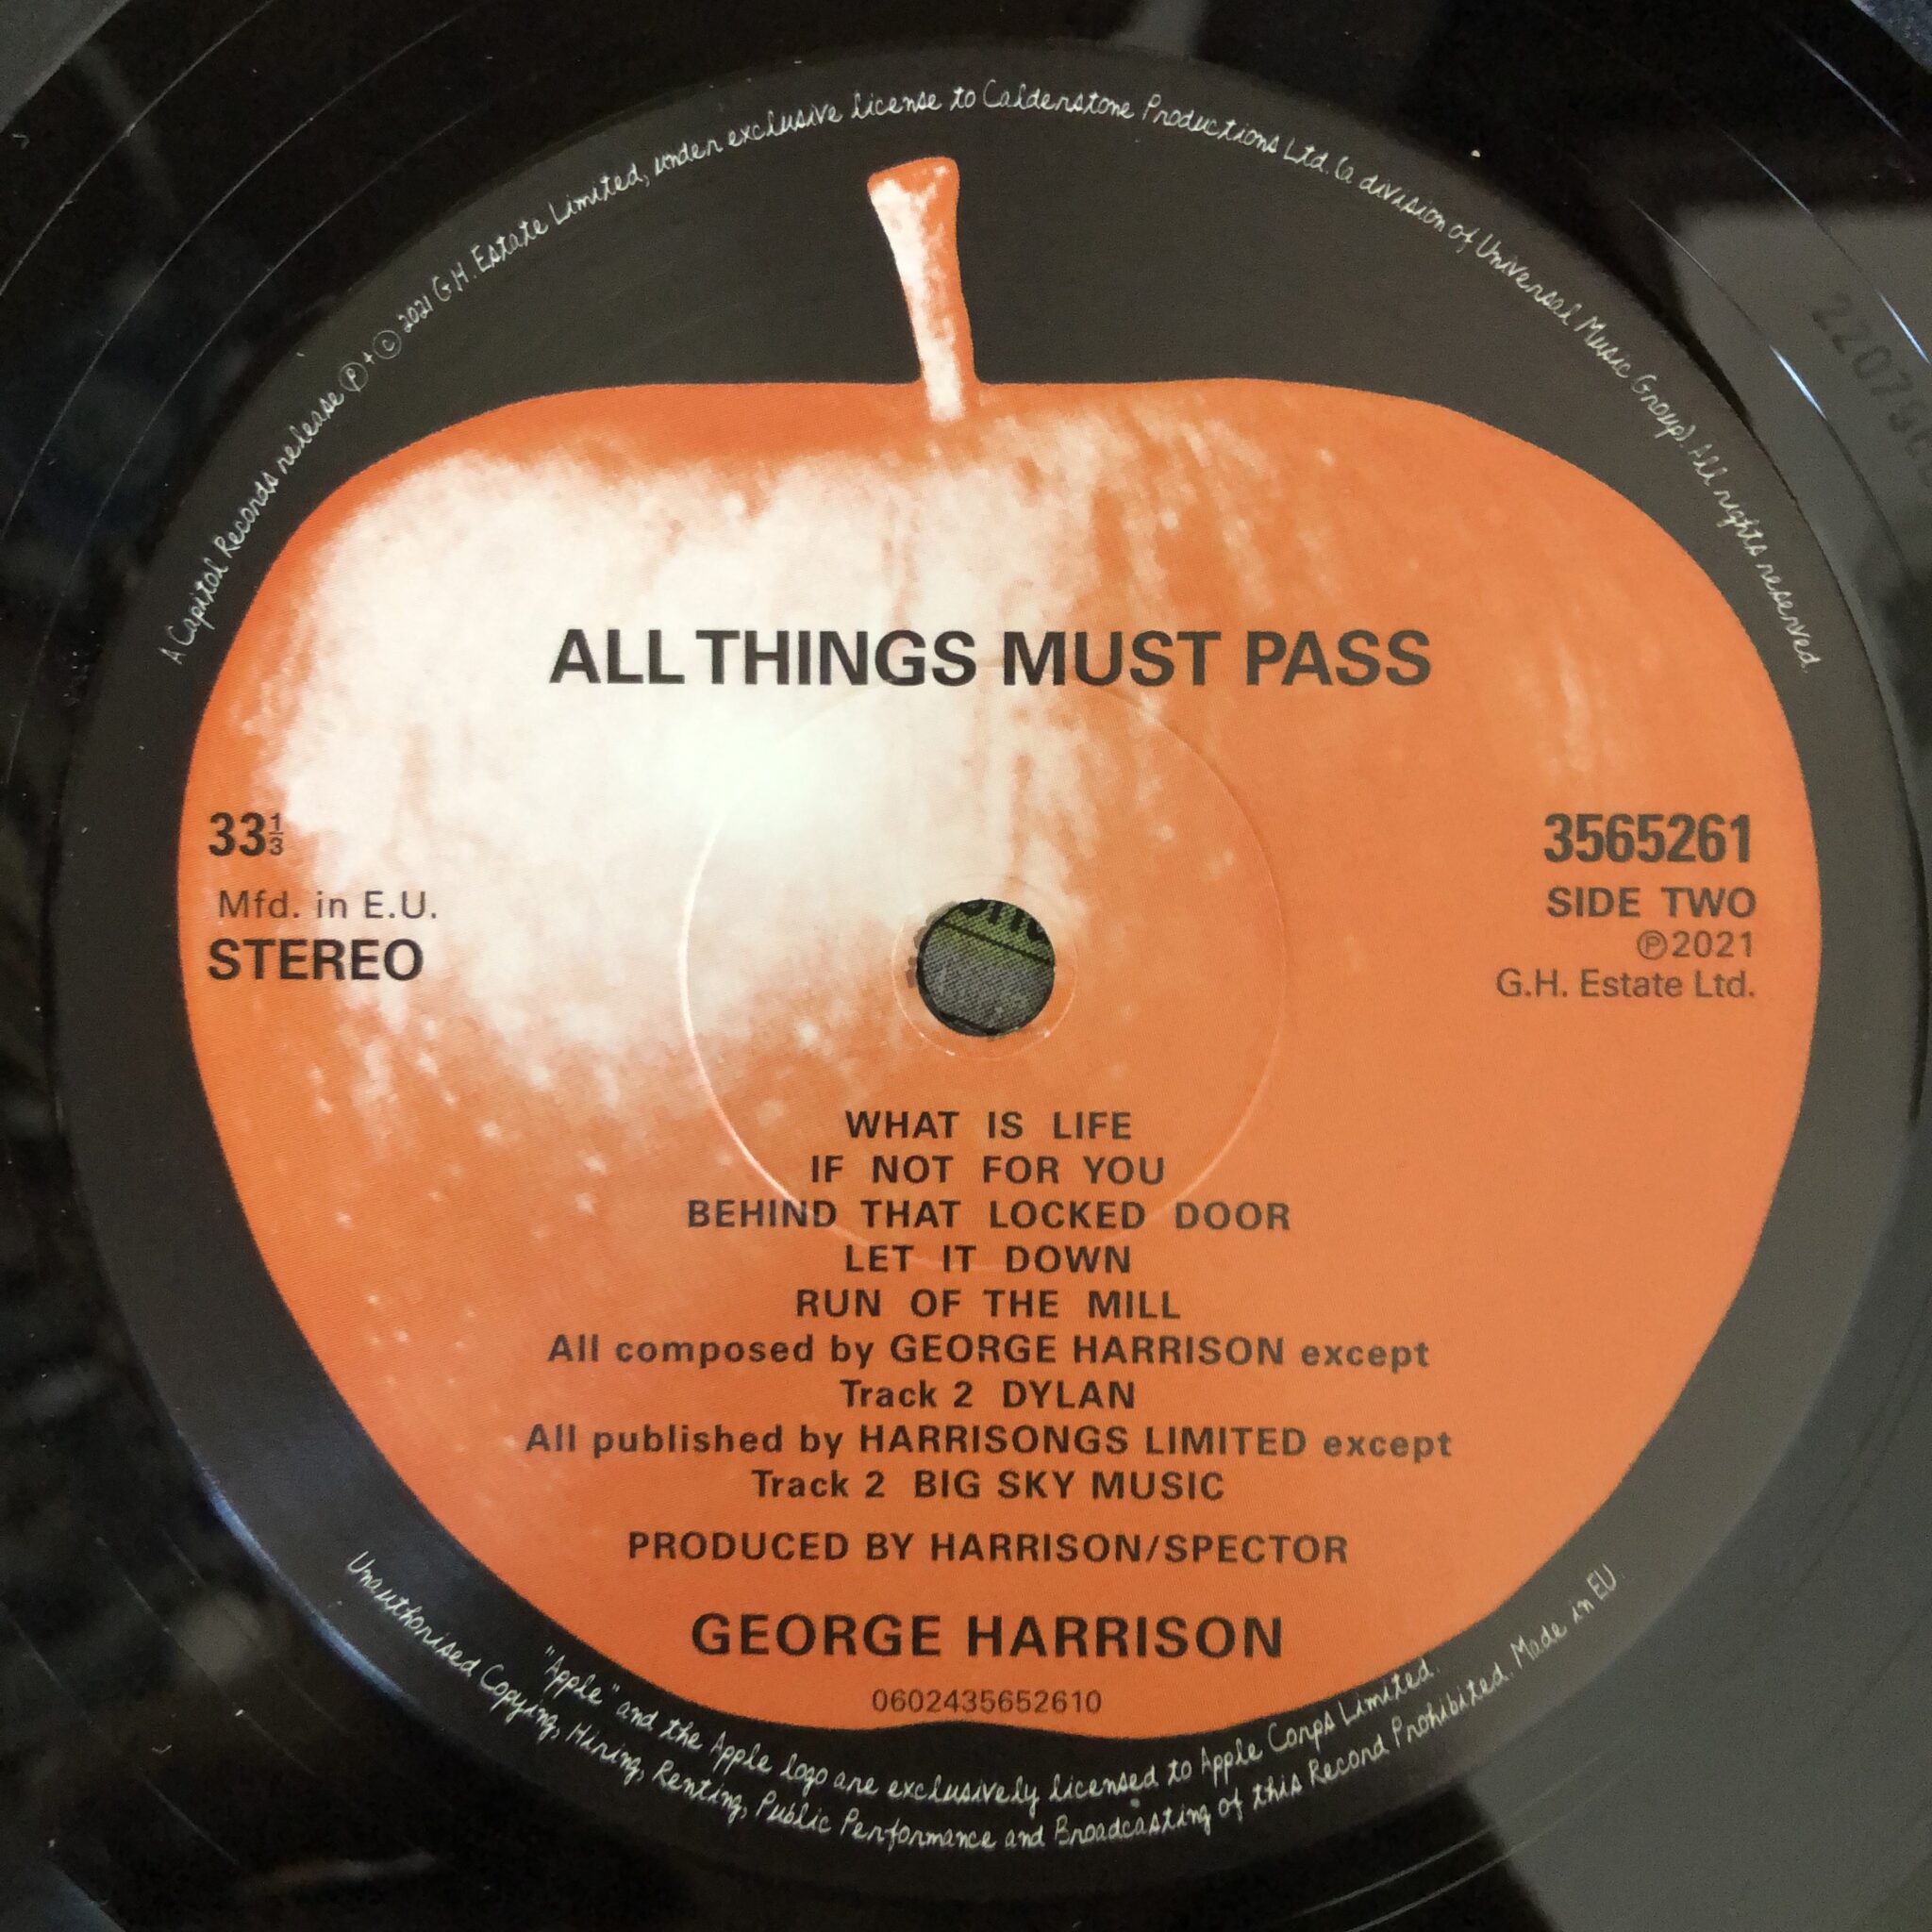 A Capitol Records release Ⓟ+© 2021 G.H. Estate Limited, under exclusive license to Calderstone Productions Ltd. (a division of Universal Music Group). All rights reserved.
ALL THINGS MUST PASS
33⅓
Mfd. in E.U.
STEREO
3565261
SIDE TWO
Ⓟ2021
G.H. Estate Ltd.
WHAT IS LIFE
IF NOT FOR YOU
BEHIND THAT LOCKED DOOR
LET IT DOWN
RUN OF THE MILL
All composed by GEORGE HARRISON except
Track 2 DYLAN
All published by HARRISONGS LIMITED except
Track 2 BIG SKY MUSIC
PRODUCED BY HARRISON/SPECTOR
GEORGE HARRISON
0602435652610
"Apple" and the Apple logo are exclusively licensed to Apple Corps Limited.
Unauthorised Copying, Hiring, Renting, Public Performance and Broadcasting of this Record Prohibited. Made in EU.